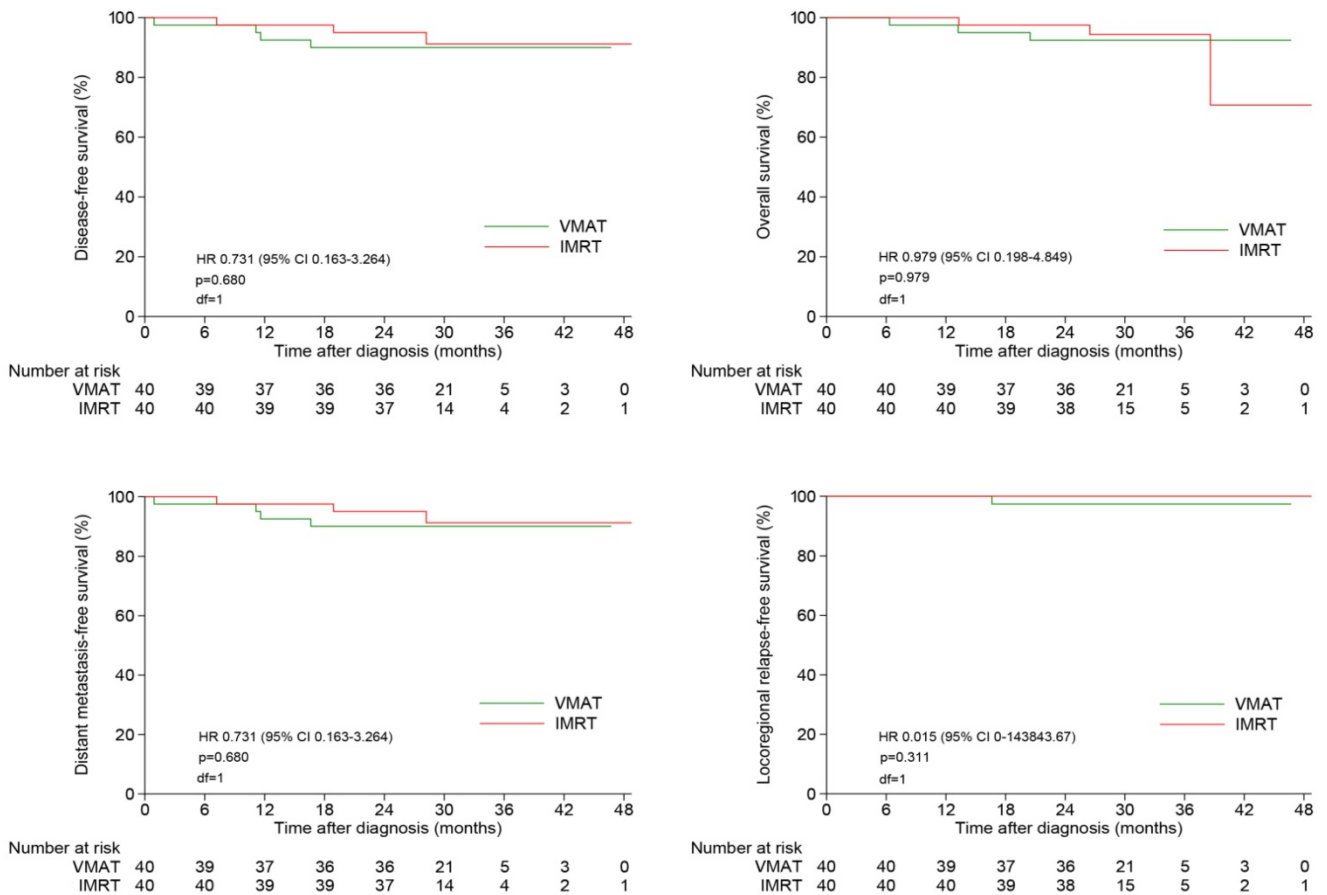 Disease-free survival (%)
100
80
60
40
20
0
VMAT
IMRT
HR 0.731 (95% CI 0.163-3.264)
p=0.680
df=1
0 6 12 18 24 30 36 42 48
Time after diagnosis (months)
Number at risk
VMAT 40 39 37 36 36 21 5 3 0
IMRT 40 40 39 39 37 14 4 2 1
Overall survival (%)
100
80
60
40
20
0
VMAT
IMRT
HR 0.979 (95% CI 0.198-4.849)
p=0.979
df=1
0 6 12 18 24 30 36 42 48
Time after diagnosis (months)
Number at risk
VMAT 40 40 39 37 36 21 5 3 0
IMRT 40 40 40 39 38 15 5 2 1
Distant metastasis-free survival (%)
100
80
60
40
20
0
VMAT
IMRT
HR 0.731 (95% CI 0.163-3.264)
p=0.680
df=1
0 6 12 18 24 30 36 42 48
Time after diagnosis (months)
Number at risk
VMAT 40 39 37 36 36 21 5 3 0
IMRT 40 40 39 39 37 14 4 2 1
Locoregional relapse-free survival (%)
100
80
60
40
20
0
VMAT
IMRT
HR 0.015 (95% CI 0-143843.67)
p=0.311
df=1
0 6 12 18 24 30 36 42 48
Time after diagnosis (months)
Number at risk
VMAT 40 40 39 37 36 21 5 3 0
IMRT 40 40 40 39 38 15 5 2 1